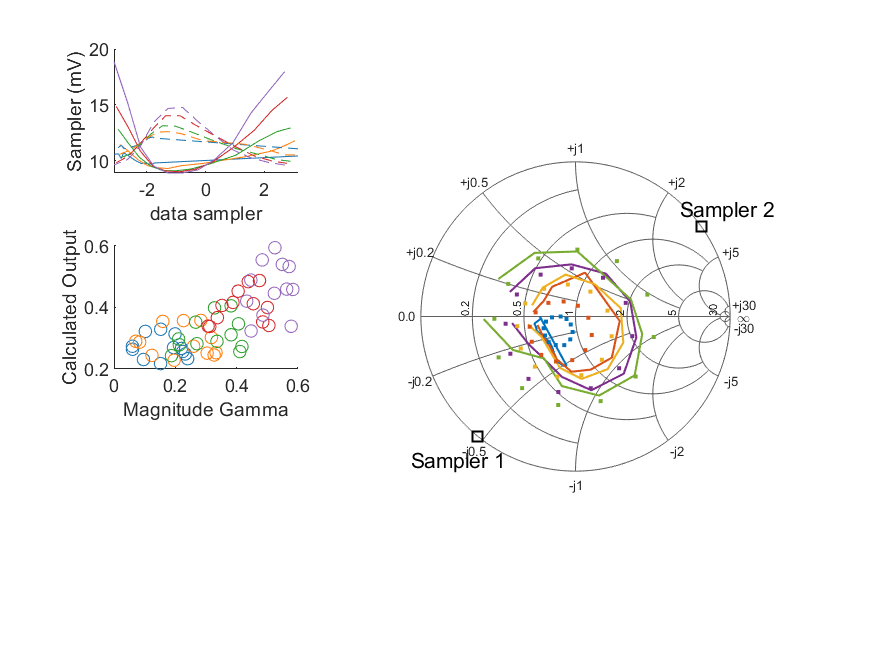 20
15
10
Sampler (mV)
-2 0 2
data sampler
0.6
0.4
0.2
Calculated Output
0 0.2 0.4 0.6
Magnitude Gamma
+j1
+j0.5 +j2
Sampler 2
+j0.2 +j5
0.0 0.2 0.5 1 2 5 30 +j30
∞
-j30
-j0.2 -j5
-j0.5 -j2
Sampler 1
-j1